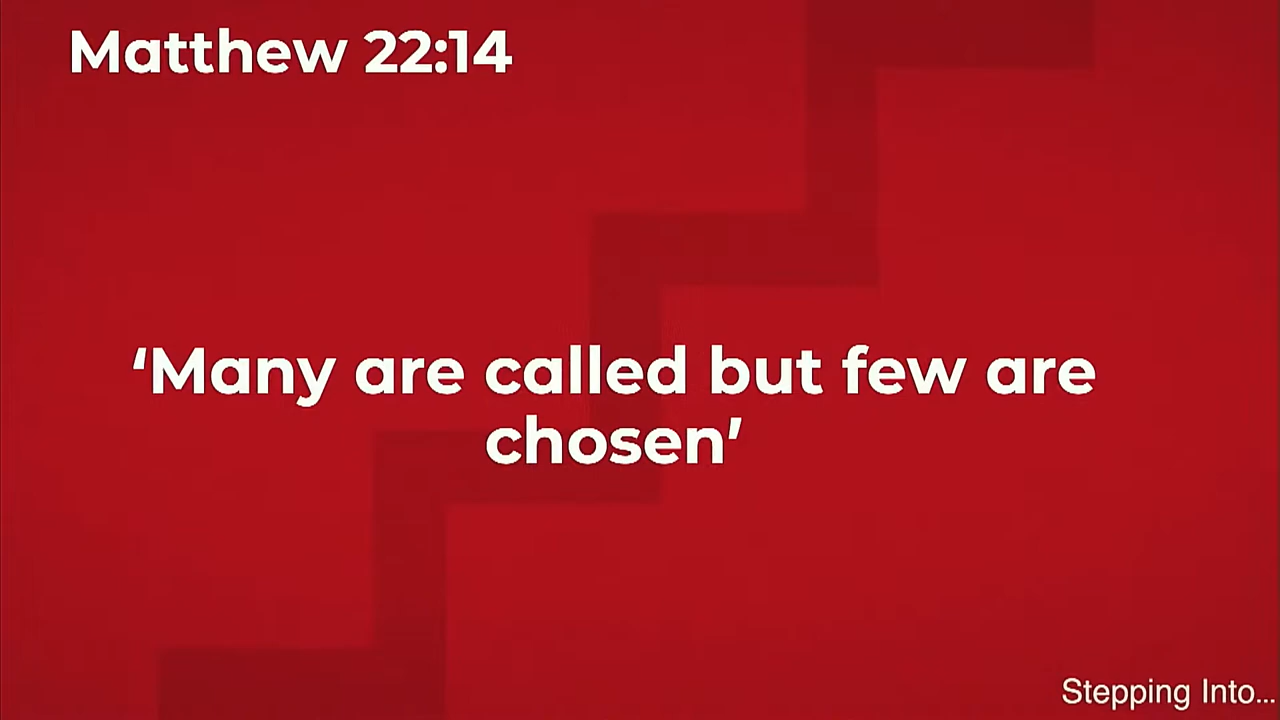 Matthew 22:14
‘Many are called but few are
chosen’
Stepping Into...